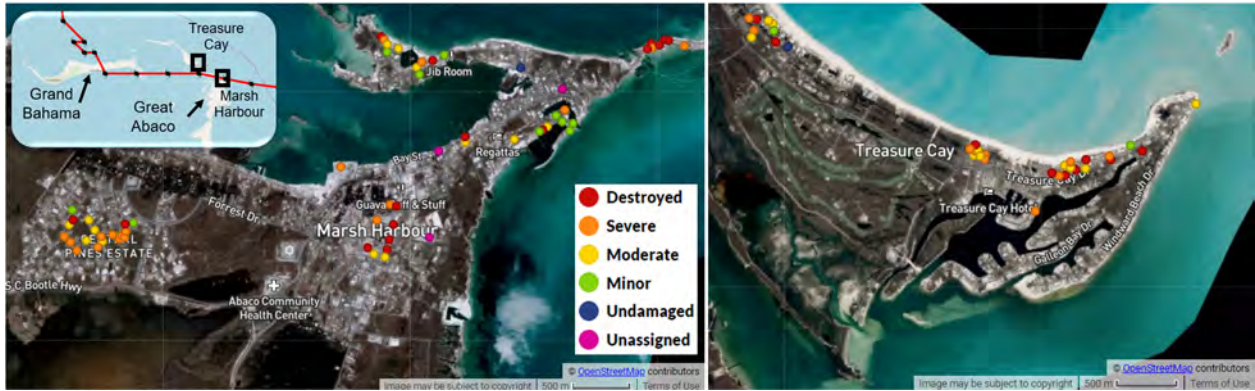 Treasure
Cay
Grand
Bahama
Great
Abaco
Marsh
Harbour
Jib Room
Bay St
Regattas
Forrest Dr.
Marsh Harbour
PINES ESTATE
S C Bootle Hwy
Abaco Community
Health Center
Destroyed
Severe
Moderate
Minor
Undamaged
Unassigned
© OpenStreetMap contributors
Image may be subject to copyright 500 m Terms of Use
Treasure Cay
Treasure Cay
Treasure Cay Hotel
Galleon Bay Dr.
Windward Beach Dr.
© OpenStreetMap contributors
Image may be subject to copyright 500 m Terms of Use